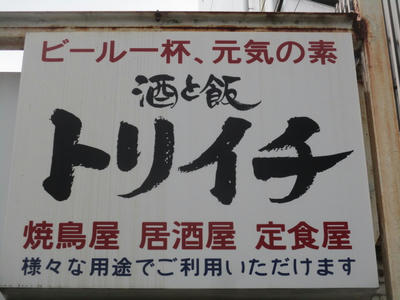 ビール一杯、元気の素
酒と飯
トリイチ
焼鳥屋 居酒屋 定食屋
様々な用途でご利用いただけます